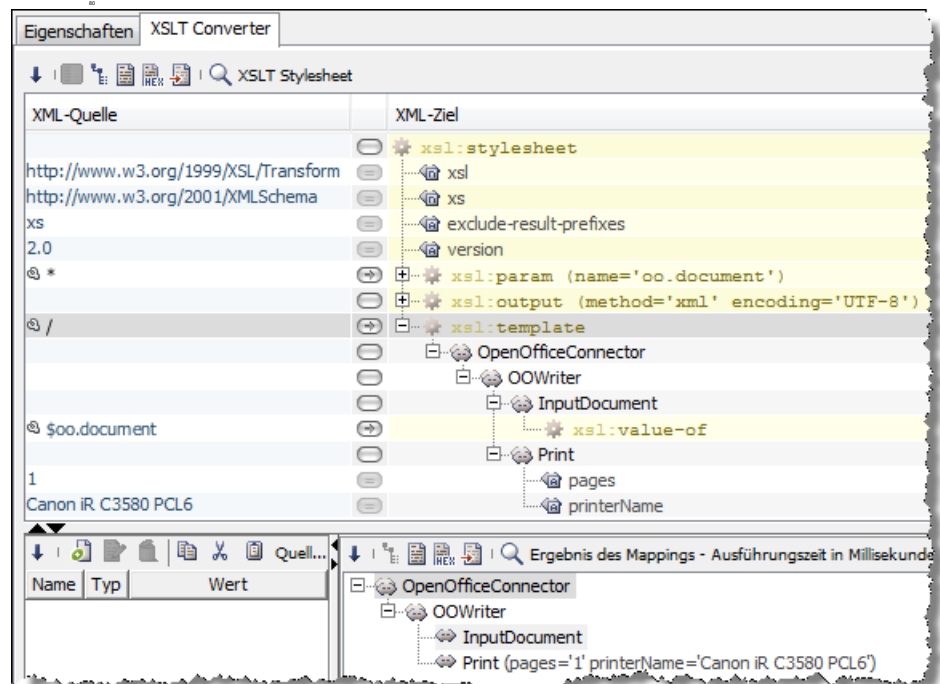 Eigenschaften XSLT Converter
XSLT Stylesheet
XML-Quelle XML-Ziel
xsl:stylesheet
http://www.w3.org/1999/XSL/Transform = xsl
http://www.w3.org/2001/XMLSchema = xs
xs = exclude-result-prefixes
2.0 = version
* xsl:param (name='oo.document')
xsl:output (method='xml' encoding='UTF-8')
/ xsl:template
OpenOfficeConnector
OOWriter
InputDocument
$oo.document xsl:value-of
Print
1 = pages
Canon iR C3580 PCL6 = printerName
Quell... Ergebnis des Mappings - Ausführungszeit in Millisekunde
Name Typ Wert
OpenOfficeConnector
OOWriter
InputDocument
Print (pages='1' printerName='Canon iR C3580 PCL6')